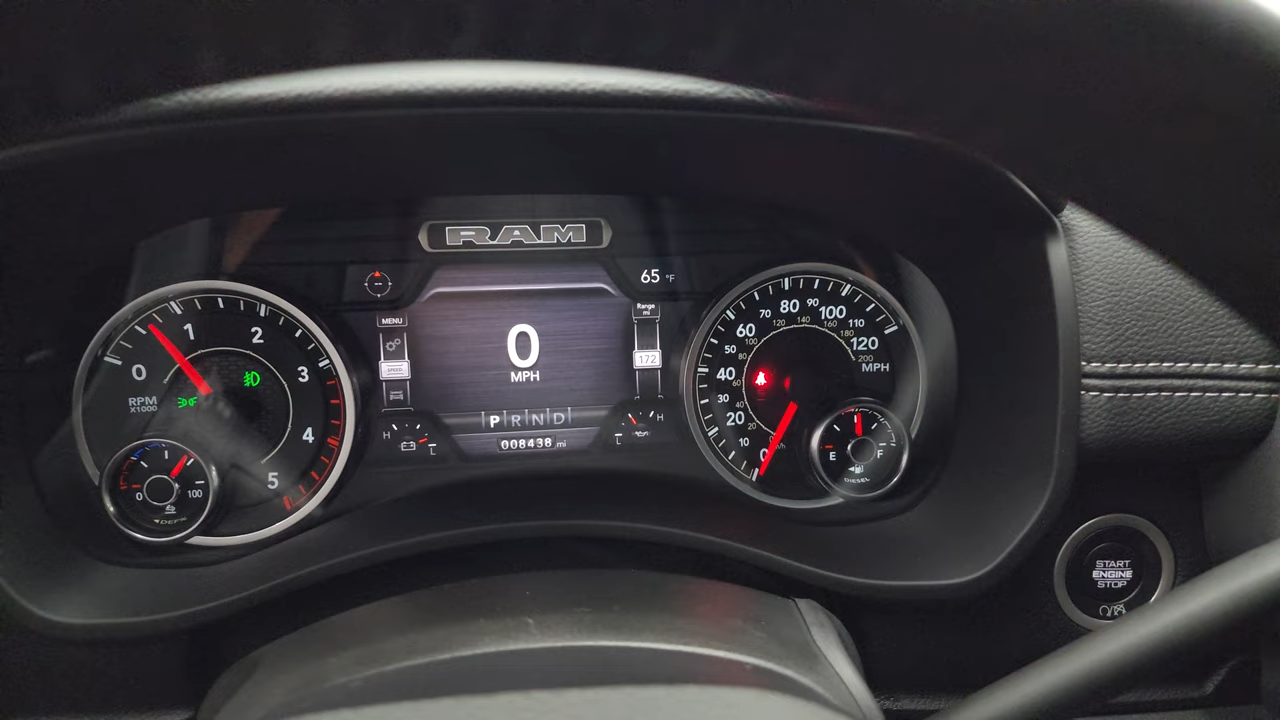 RAM
65 °F
MENU
SPEED
0
MPH
Range
mi
172
P R N D
008438 mi
H L
L H
0 1 2 3 4 5
RPM
X1000
0 100
DEF %
0 10 20 30 40 50 60 70 80 90 100 110 120
MPH
20 40 60 80 100 120 140 160 180 200
km/h
E F
DIESEL
START
ENGINE
STOP